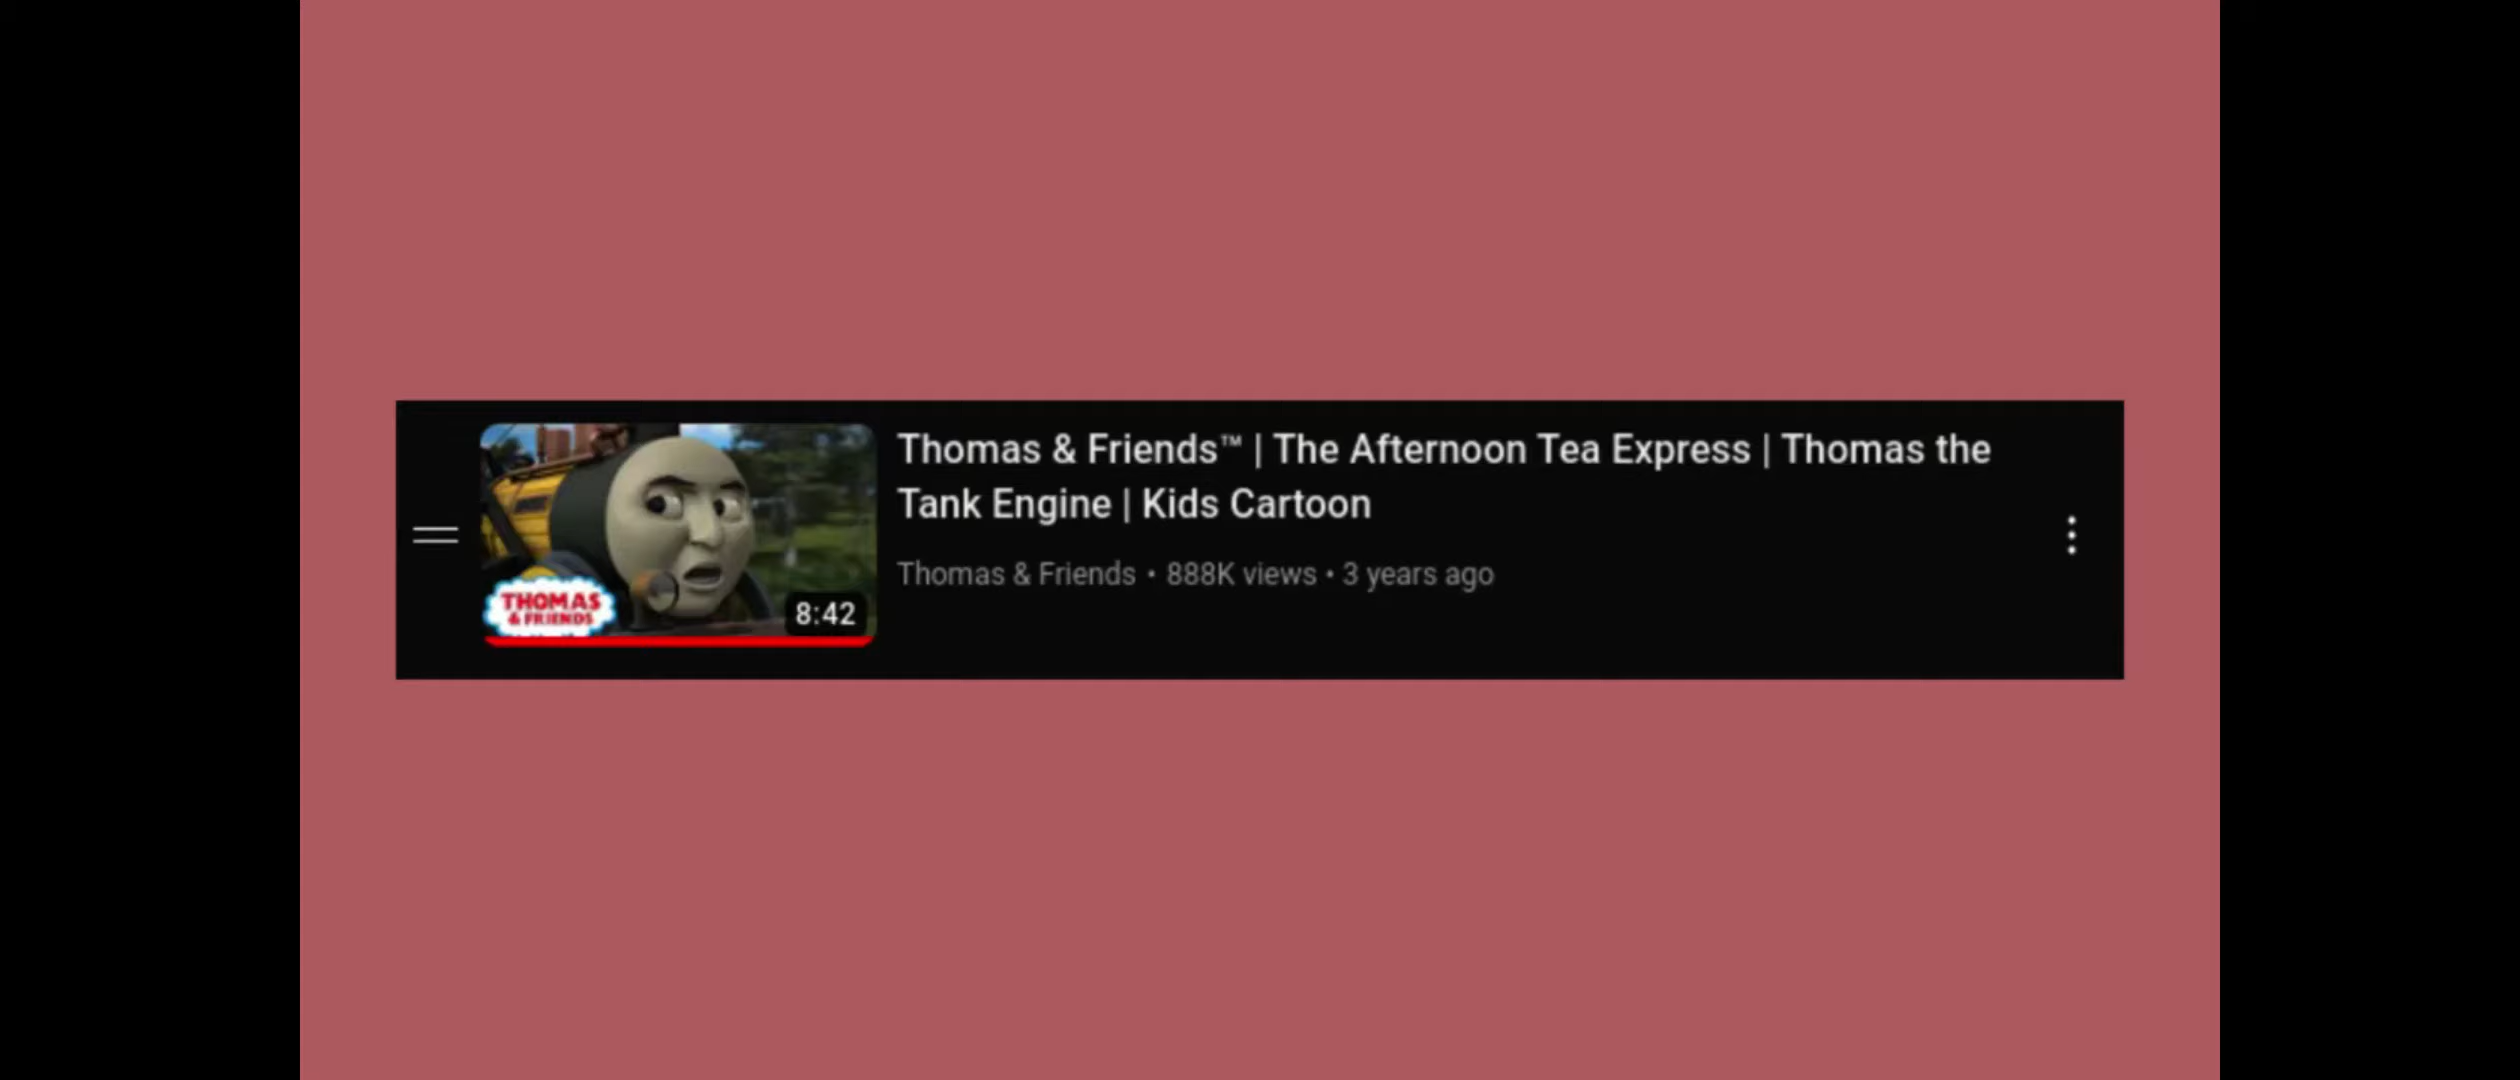 Thomas & Friends™ | The Afternoon Tea Express | Thomas the
Tank Engine | Kids Cartoon
Thomas & Friends • 888K views • 3 years ago
THOMAS
& FRIENDS
8:42